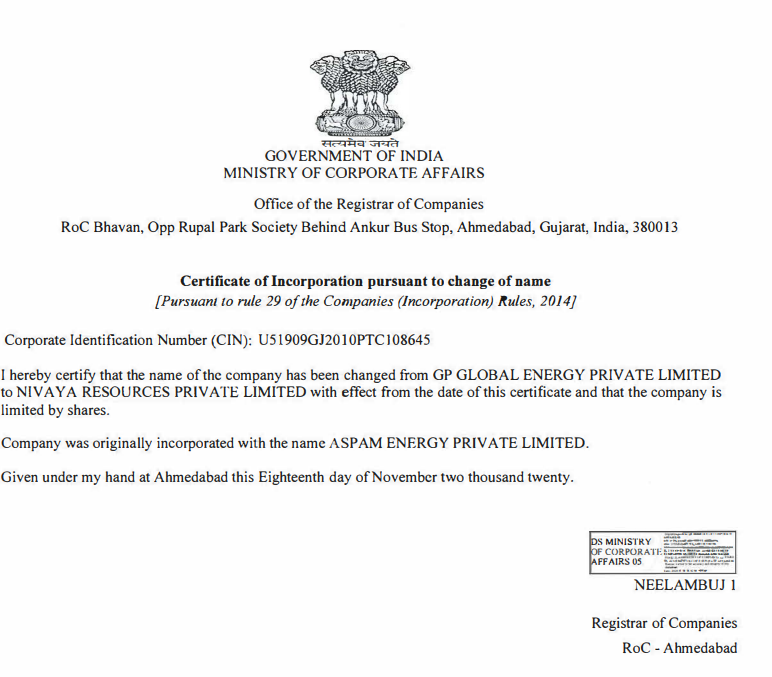 सत्यमेव जयते
GOVERNMENT OF INDIA
MINISTRY OF CORPORATE AFFAIRS
Office of the Registrar of Companies
RoC Bhavan, Opp Rupal Park Society Behind Ankur Bus Stop, Ahmedabad, Gujarat, India, 380013
Certificate of Incorporation pursuant to change of name
[Pursuant to rule 29 of the Companies (Incorporation) Rules, 2014]
Corporate Identification Number (CIN): U51909GJ2010PTC108645
I hereby certify that the name of the company has been changed from GP GLOBAL ENERGY PRIVATE LIMITED
to NIVAYA RESOURCES PRIVATE LIMITED with effect from the date of this certificate and that the company is
limited by shares.
Company was originally incorporated with the name ASPAM ENERGY PRIVATE LIMITED.
Given under my hand at Ahmedabad this Eighteenth day of November two thousand twenty.
DS MINISTRY
OF CORPORATE
AFFAIRS 05
NEELAMBUJ 1
Registrar of Companies
RoC - Ahmedabad